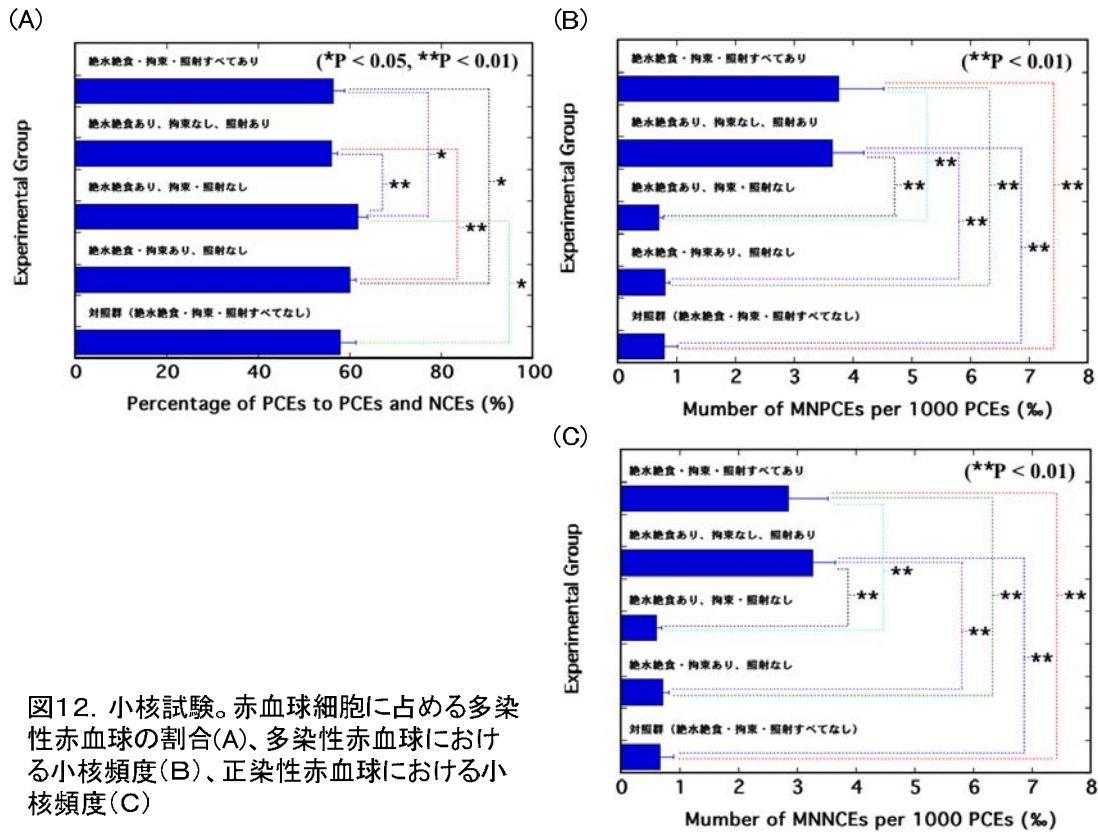 (A)
(*P < 0.05, **P < 0.01)
絶水絶食・拘束・照射すべてあり
絶水絶食あり、拘束なし、照射あり
絶水絶食あり、拘束・照射なし
絶水絶食・拘束あり、照射なし
対照群（絶水絶食・拘束・照射すべてなし）
*
**
*
**
*
Experimental Group
0 20 40 60 80 100
Percentage of PCEs to PCEs and NCEs (%)
(B)
(**P < 0.01)
絶水絶食・拘束・照射すべてあり
絶水絶食あり、拘束なし、照射あり
絶水絶食あり、拘束・照射なし
絶水絶食・拘束あり、照射なし
対照群（絶水絶食・拘束・照射すべてなし）
**
** ** **
**
**
Experimental Group
0 1 2 3 4 5 6 7 8
Mumber of MNPCEs per 1000 PCEs (‰)
(C)
(**P < 0.01)
絶水絶食・拘束・照射すべてあり
絶水絶食あり、拘束なし、照射あり
絶水絶食あり、拘束・照射なし
絶水絶食・拘束あり、照射なし
対照群（絶水絶食・拘束・照射すべてなし）
**
** ** **
**
**
Experimental Group
0 1 2 3 4 5 6 7 8
Mumber of MNNCEs per 1000 PCEs (‰)
図１２．小核試験。赤血球細胞に占める多染
性赤血球の割合(A)、多染性赤血球におけ
る小核頻度（Ｂ）、正染性赤血球における小
核頻度（Ｃ）